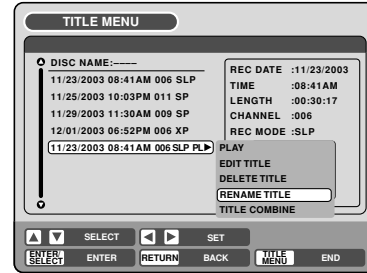 TITLE MENU
DISC NAME:----
11/23/2003 08:41AM 006 SLP
11/25/2003 10:03PM 011 SP
11/29/2003 11:30AM 009 SP
12/01/2003 06:52PM 006 XP
11/23/2003 08:41AM 006 SLP PL
REC DATE :11/23/2003
TIME :08:41AM
LENGTH :00:30:17
CHANNEL :006
REC MODE :SLP
PLAY
EDIT TITLE
DELETE TITLE
RENAME TITLE
TITLE COMBINE
SELECT SET
ENTER/SELECT ENTER RETURN BACK TITLE MENU END